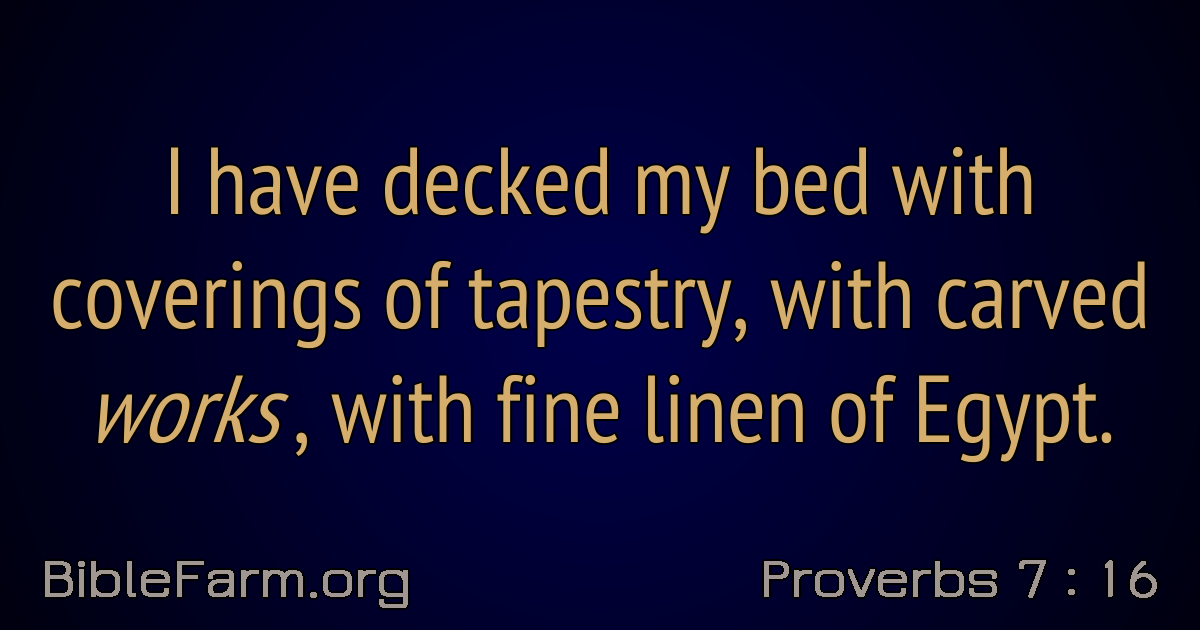 I have decked my bed with
coverings of tapestry, with carved
works, with fine linen of Egypt.
BibleFarm.org
Proverbs 7 : 16